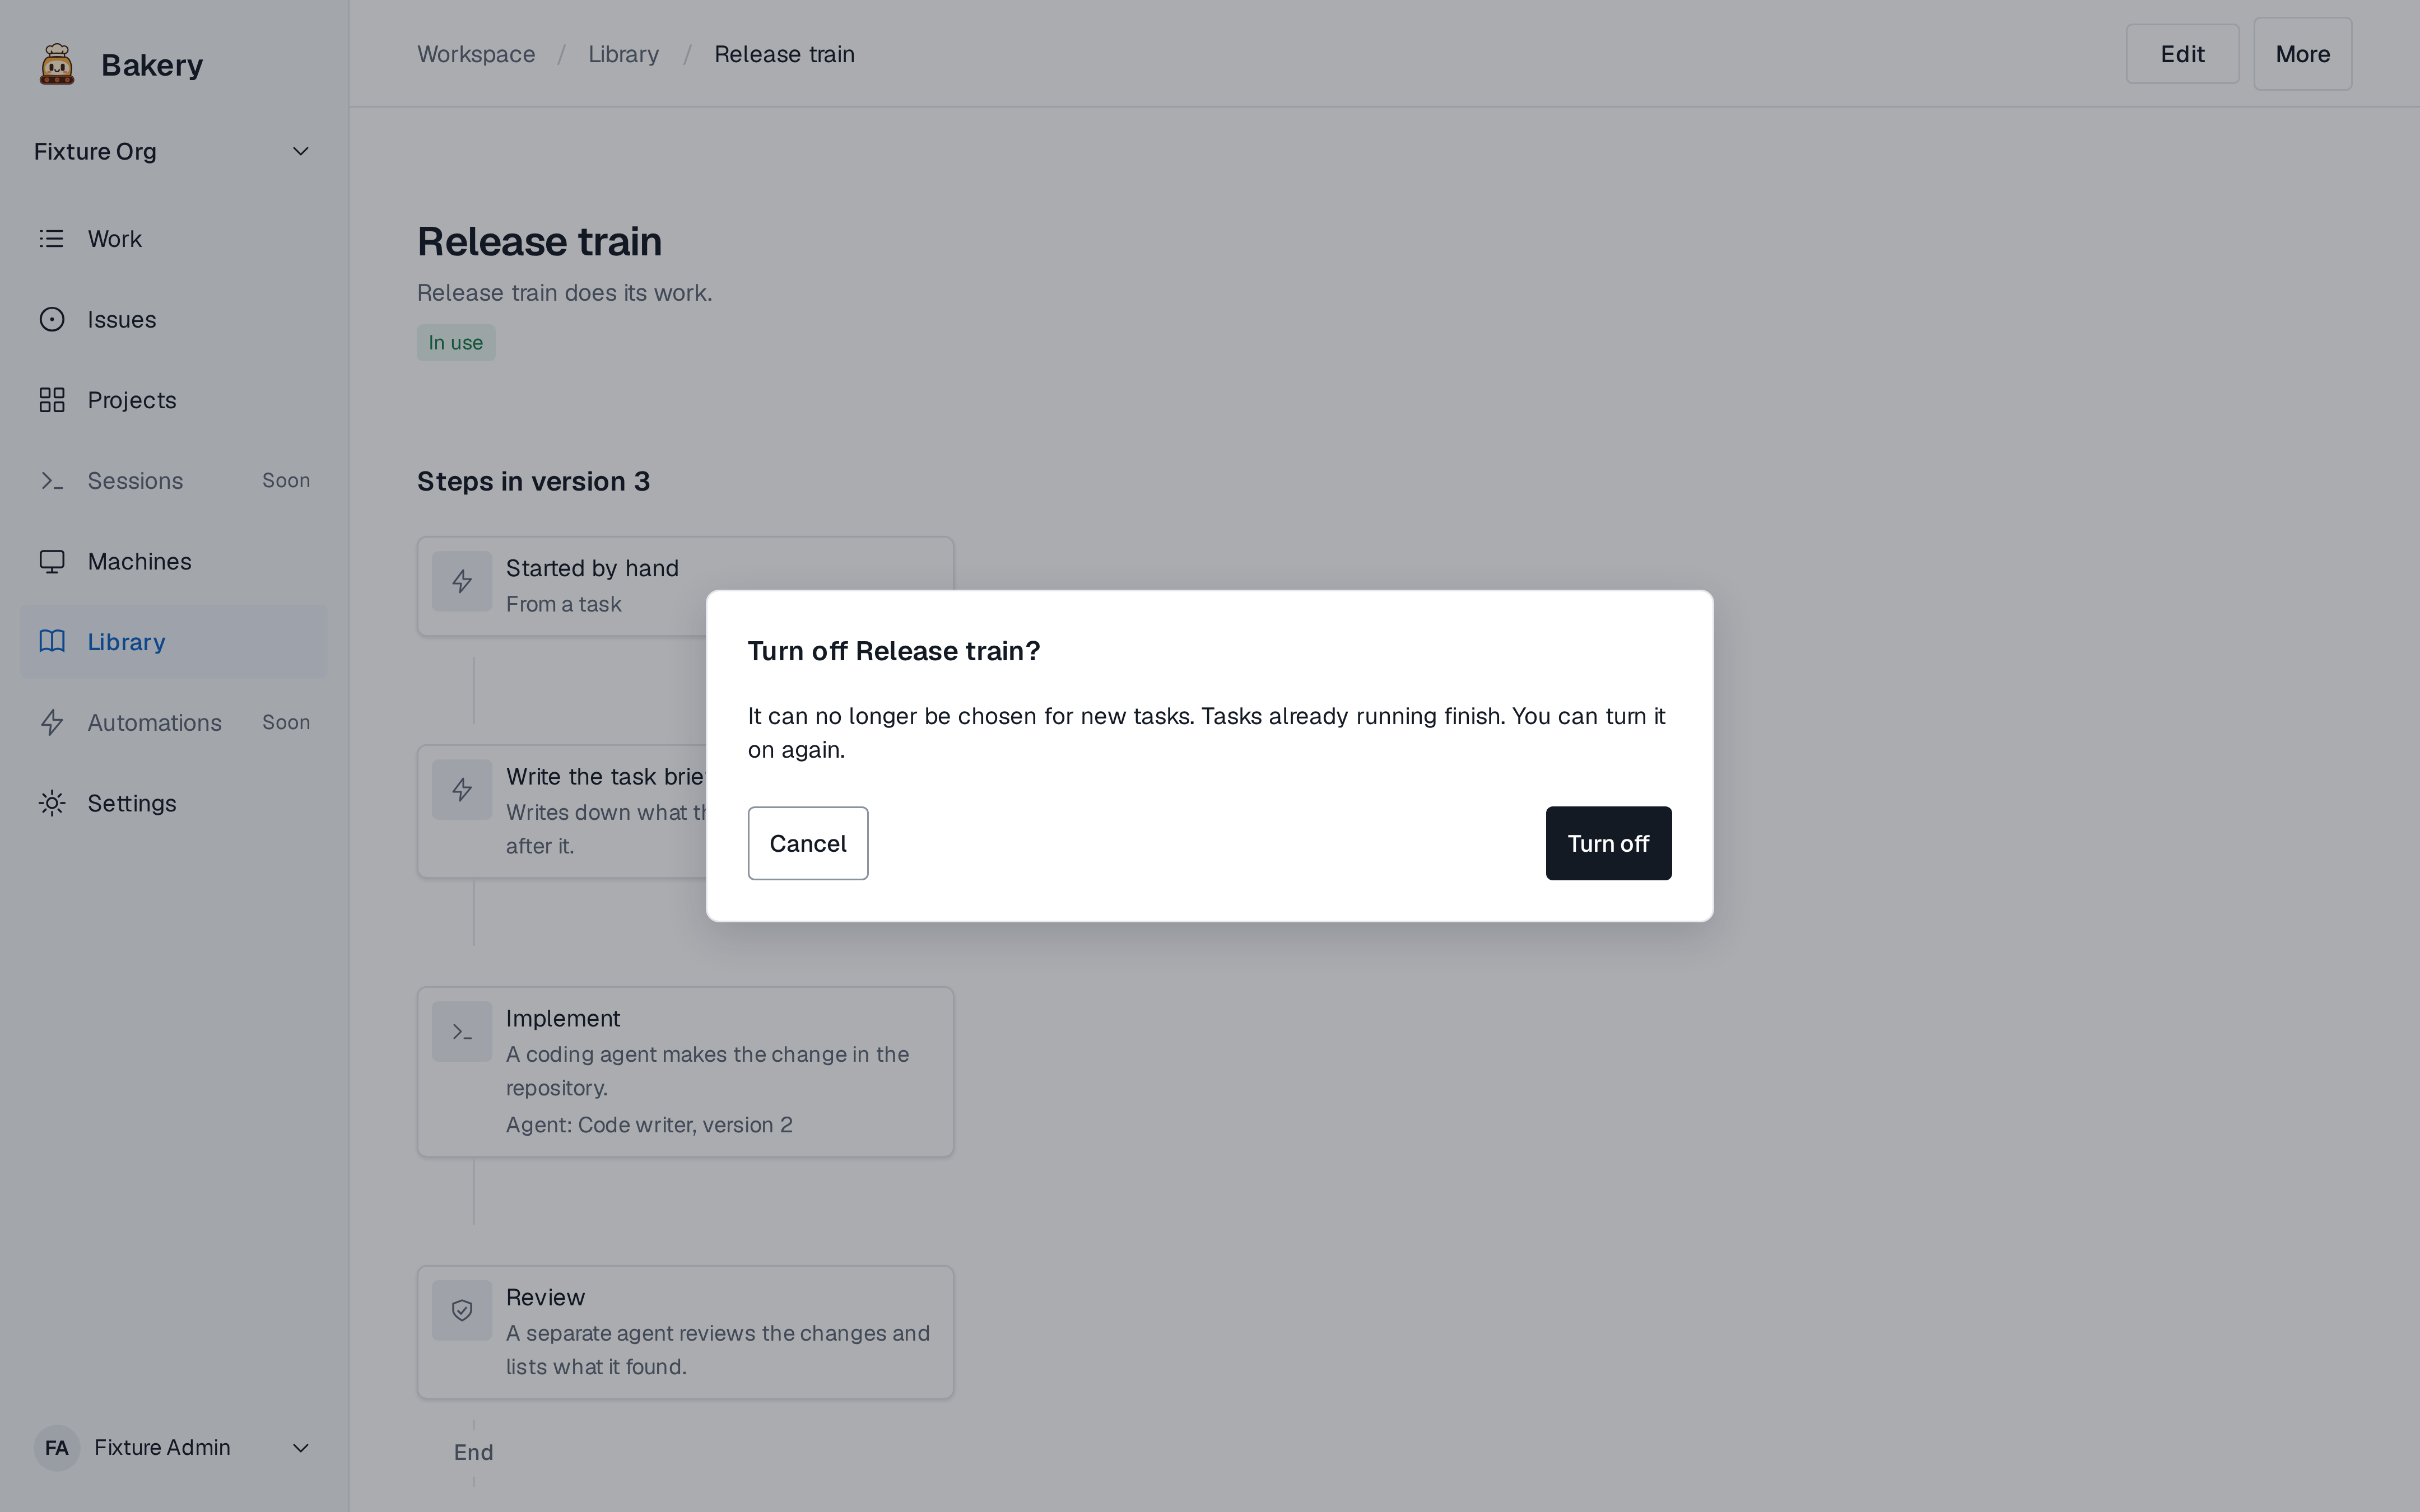 Bakery
Fixture Org
Work
Issues
Projects
Sessions Soon
Machines
Library
Automations Soon
Settings
FA Fixture Admin
Workspace / Library / Release train
Edit More
Release train
Release train does its work.
In use
Steps in version 3
Started by hand
From a task
Write the task brie
Writes down what th
after it.
Implement
A coding agent makes the change in the
repository.
Agent: Code writer, version 2
Review
A separate agent reviews the changes and
lists what it found.
End
Turn off Release train?
It can no longer be chosen for new tasks. Tasks already running finish. You can turn it
on again.
Cancel Turn off